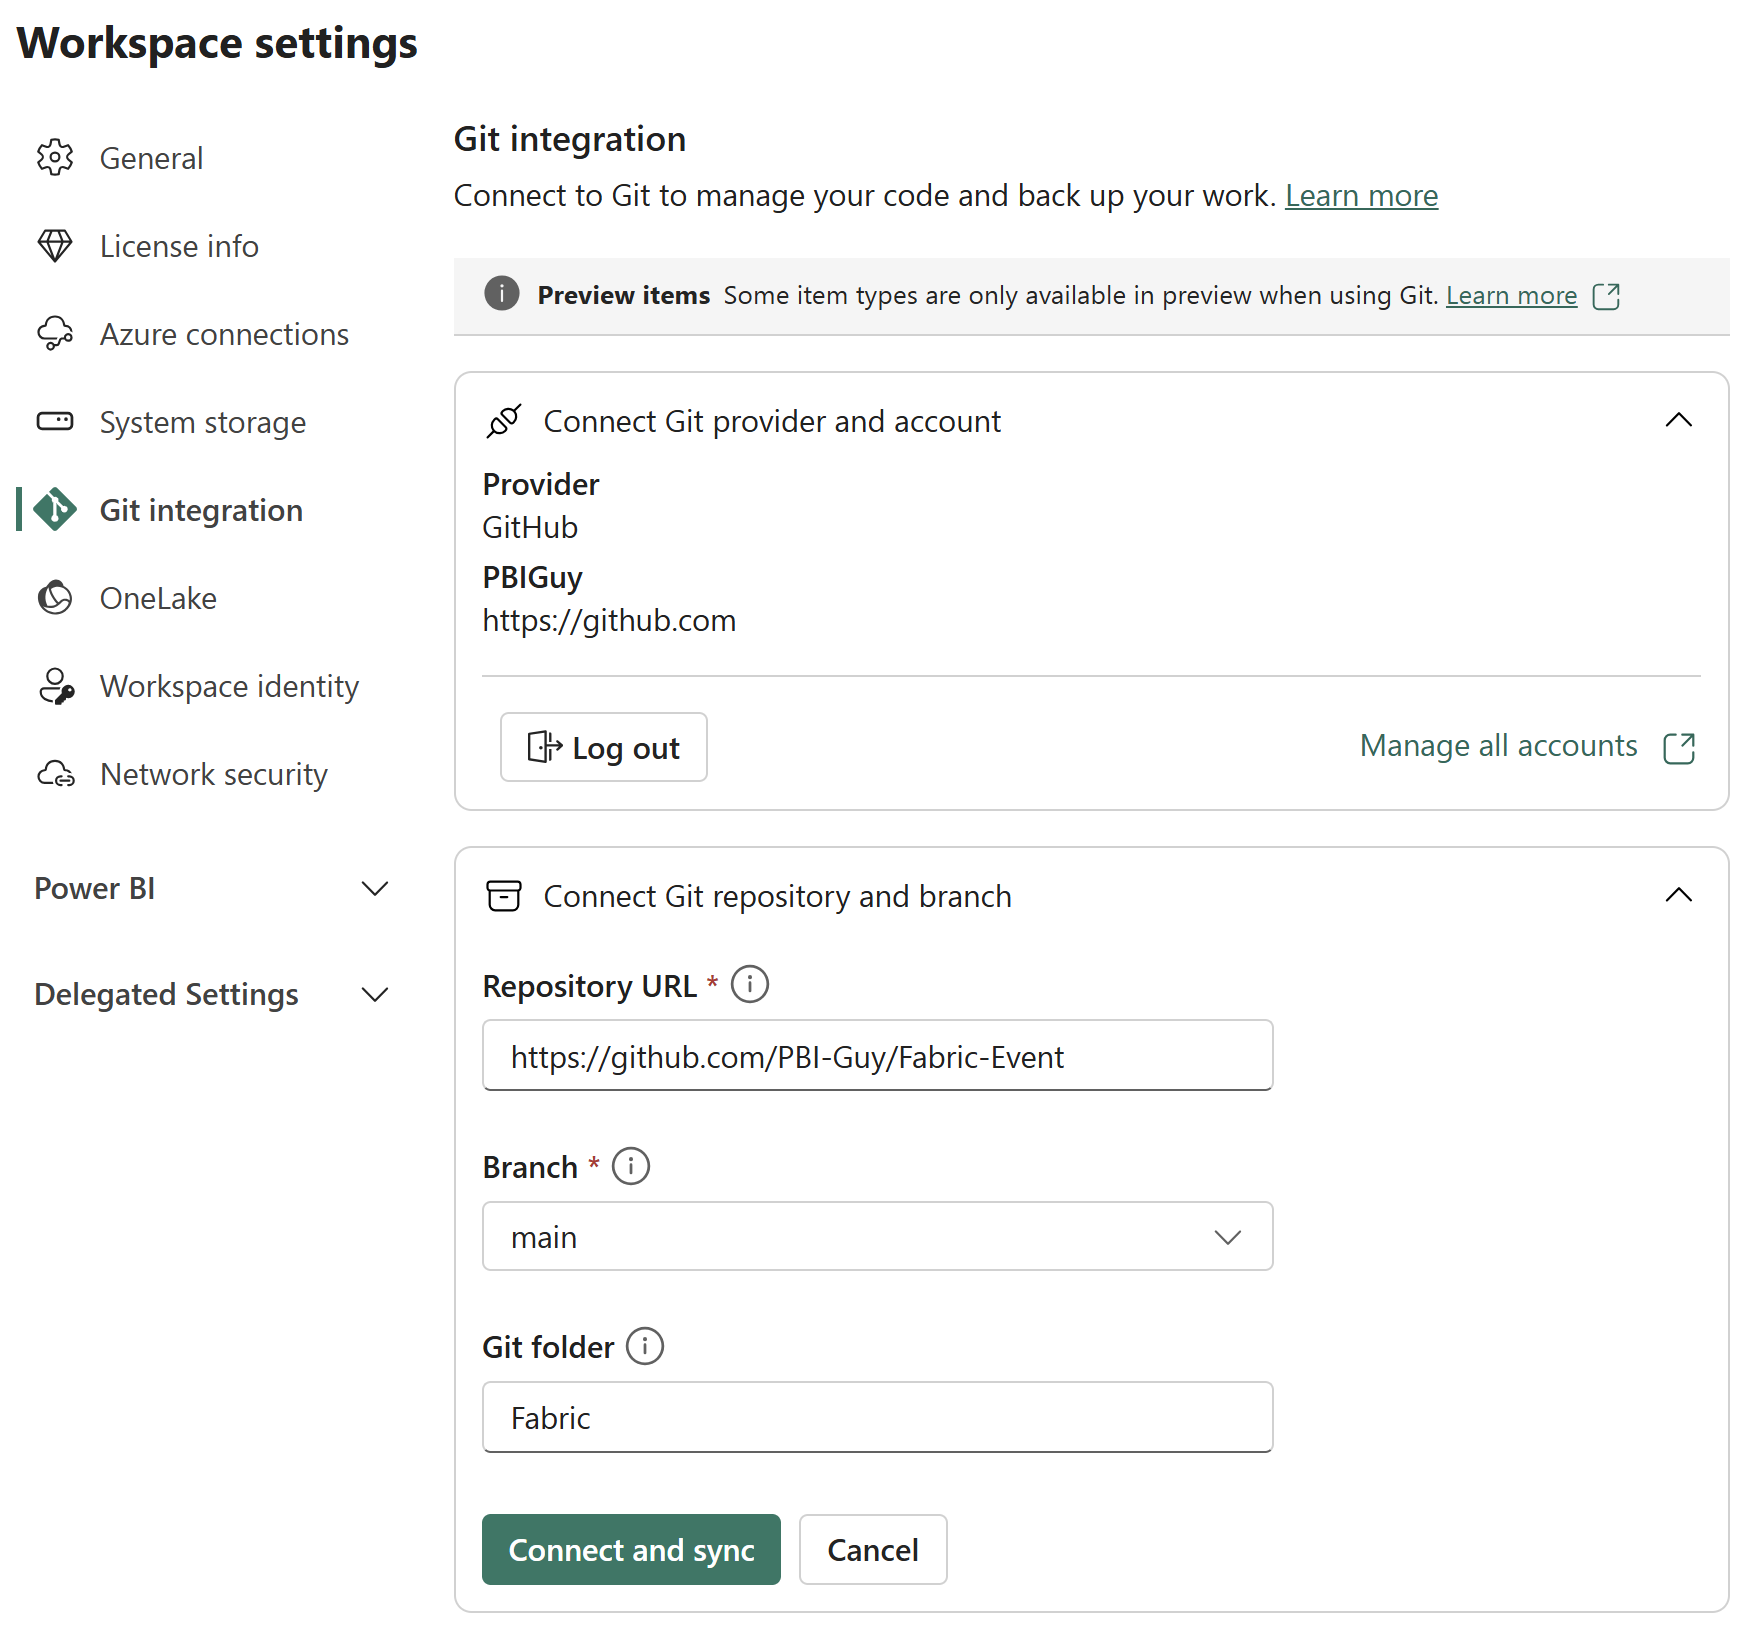 Workspace settings
General
License info
Azure connections
System storage
Git integration
OneLake
Workspace identity
Network security
Power BI
Delegated Settings
Git integration
Connect to Git to manage your code and back up your work. Learn more
Preview items Some item types are only available in preview when using Git. Learn more
Connect Git provider and account
Provider
GitHub
PBIGuy
https://github.com
Log out
Manage all accounts
Connect Git repository and branch
Repository URL *
https://github.com/PBI-Guy/Fabric-Event
Branch *
main
Git folder
Fabric
Connect and sync
Cancel